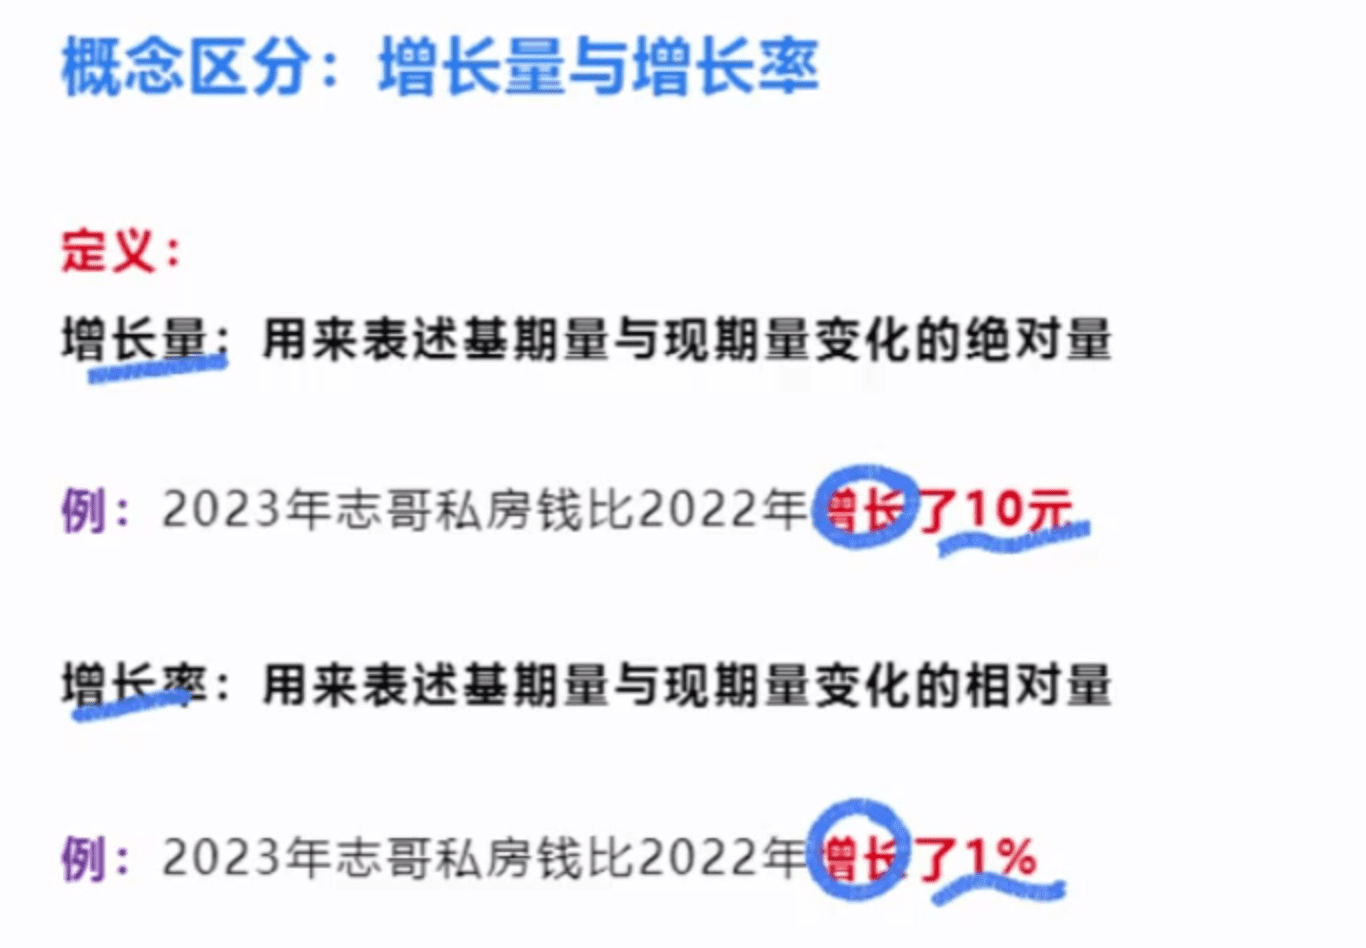 概念区分：增长量与增长率
定义：
增长量：用来表述基期量与现期量变化的绝对量
例：2023年志哥私房钱比2022年增长了10元
增长率：用来表述基期量与现期量变化的相对量
例：2023年志哥私房钱比2022年增长了1%